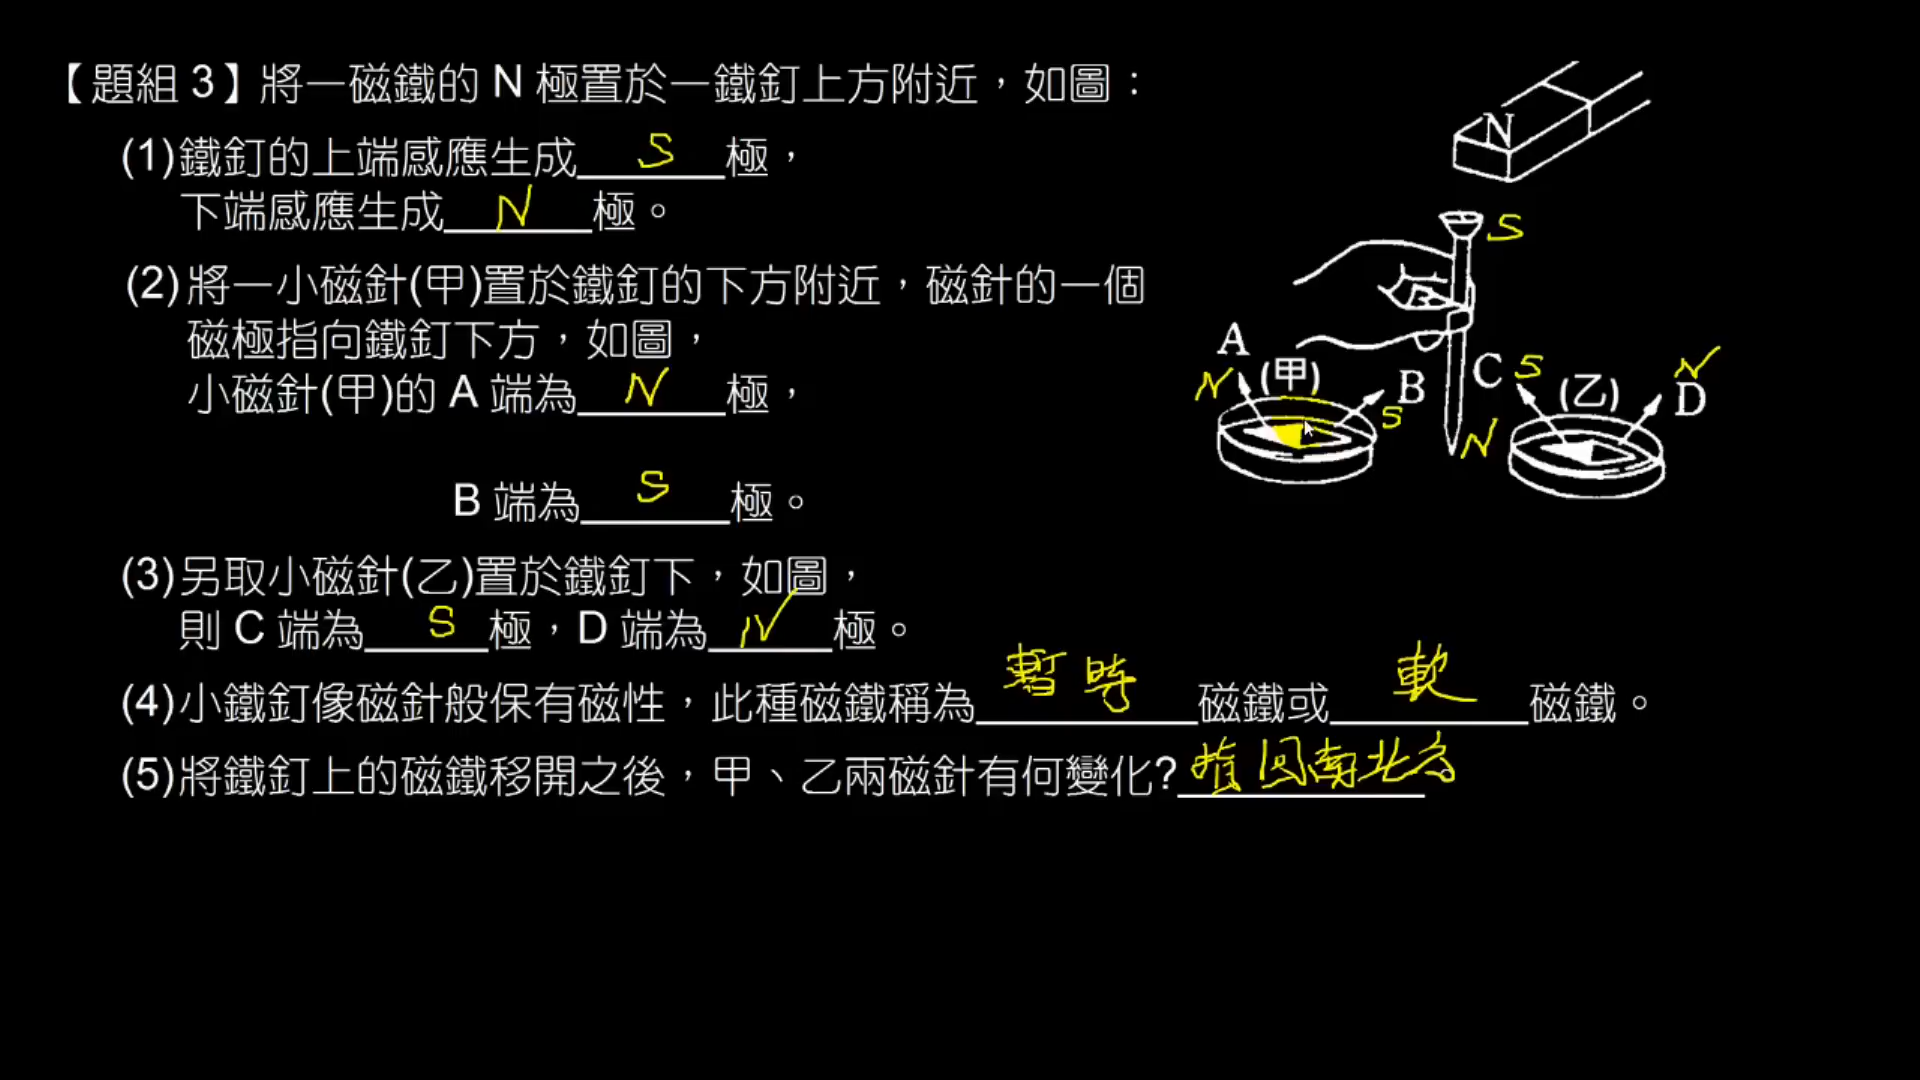 【題組 3】將一磁鐵的 N 極置於一鐵釘上方附近，如圖：
(1)鐵釘的上端感應生成 S 極，
下端感應生成 N 極。
(2)將一小磁針(甲)置於鐵釘的下方附近，磁針的一個
磁極指向鐵釘下方，如圖，
小磁針(甲)的 A 端為 N 極，
B 端為 S 極。
(3)另取小磁針(乙)置於鐵釘下，如圖，
則 C 端為 S 極，D 端為 N 極。
(4)小鐵釘像磁針般保有磁性，此種磁鐵稱為 暫時 磁鐵或 軟 磁鐵。
(5)將鐵釘上的磁鐵移開之後，甲、乙兩磁針有何變化? 指回南北方
N
S
A
N
(甲)
B
S
C
S
(乙)
N
D
N